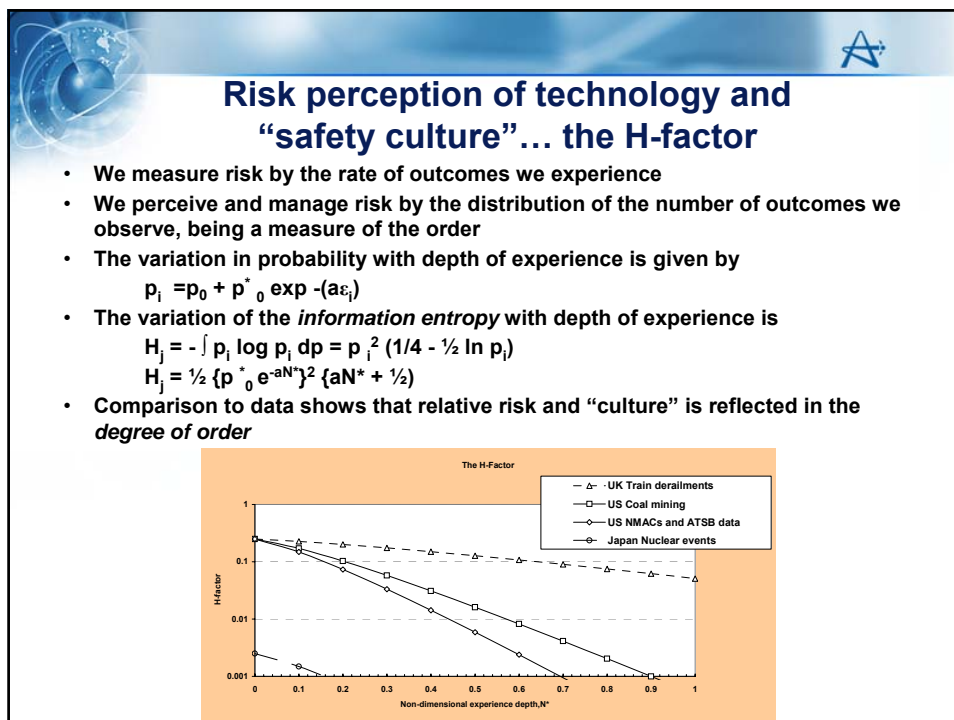 Risk perception of technology and
“safety culture”… the H-factor
• We measure risk by the rate of outcomes we experience
• We perceive and manage risk by the distribution of the number of outcomes we
observe, being a measure of the order
• The variation in probability with depth of experience is given by
pᵢ =p₀ + p*₀ exp -(aεᵢ)
• The variation of the information entropy with depth of experience is
Hⱼ = - ∫ pᵢ log pᵢ dp = p ᵢ² (1/4 - ½ ln pᵢ)
Hⱼ = ½ {p *₀ e^-aN*}² {aN* + ½)
• Comparison to data shows that relative risk and “culture” is reflected in the
degree of order
The H-Factor
UK Train derailments
US Coal mining
US NMACs and ATSB data
Japan Nuclear events
1
0.1
0.01
0.001
H-factor
0 0.1 0.2 0.3 0.4 0.5 0.6 0.7 0.8 0.9 1
Non-dimensional experience depth,N*